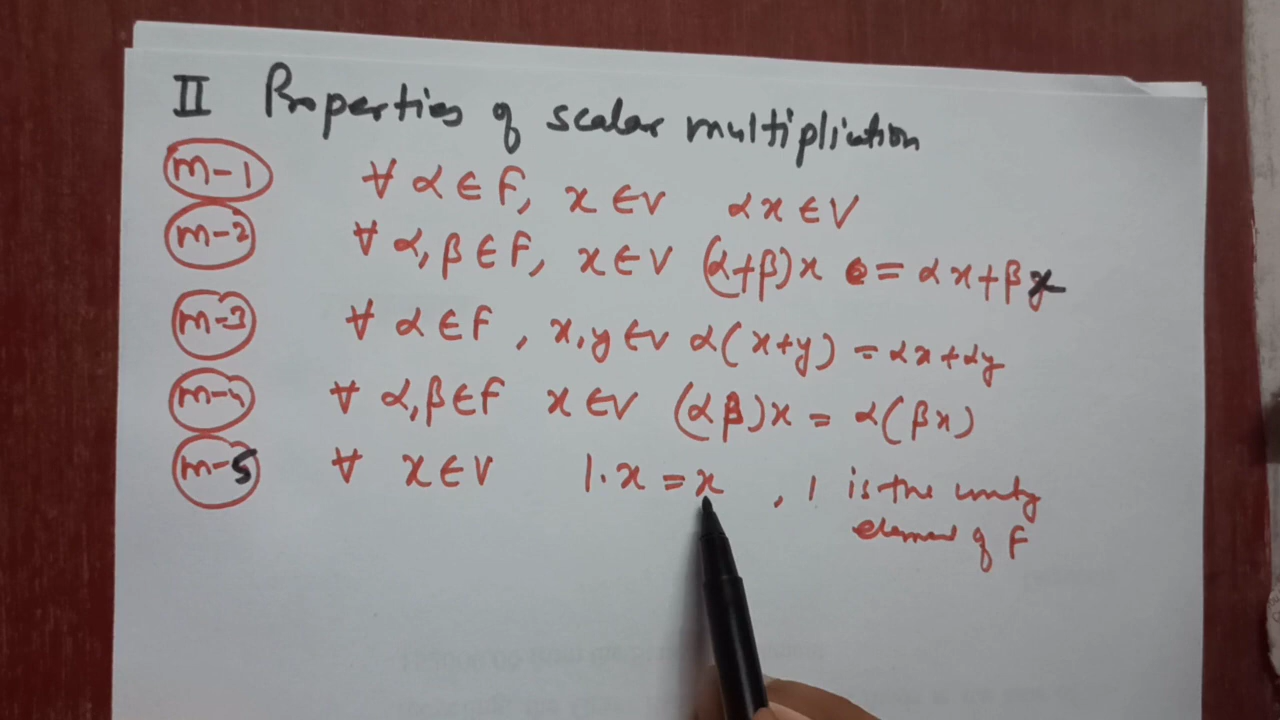 II Properties of scalar multipliation
m-1 ∀ α ∈ F, x ∈ V αx ∈ V
m-2 ∀ α, β ∈ F, x ∈ V (α+β)x = αx + βx
m-3 ∀ α ∈ F, x, y ∈ V α(x+y) = αx + αy
m-4 ∀ α, β ∈ F x ∈ V (αβ)x = α(βx)
m-5 ∀ x ∈ V 1·x = x , 1 is the unity
element of F